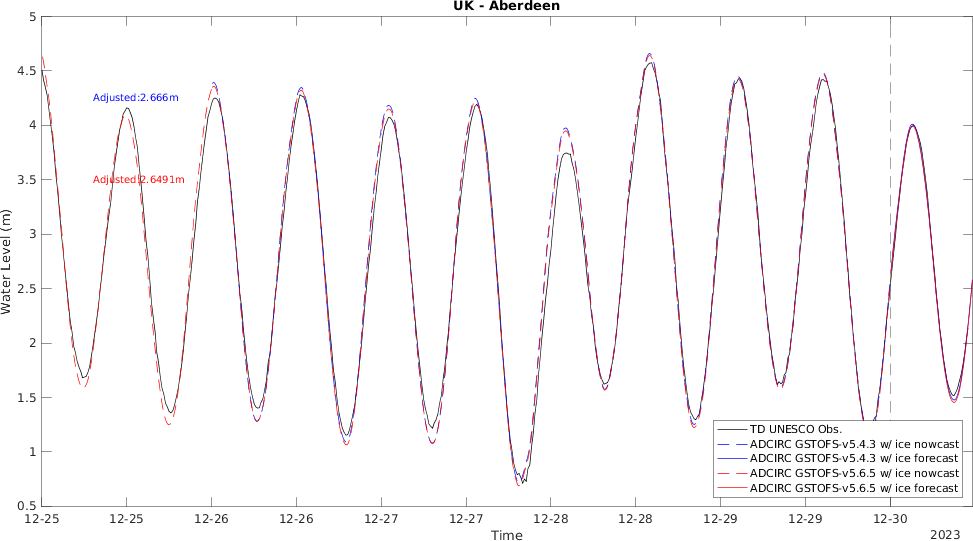 UK - Aberdeen
5
4.5
4
3.5
3
2.5
2
1.5
1
0.5
Water Level (m)
Adjusted:2.666m
Adjusted:2.6491m
TD UNESCO Obs.
ADCIRC GSTOFS-v5.4.3 w/ ice nowcast
ADCIRC GSTOFS-v5.4.3 w/ ice forecast
ADCIRC GSTOFS-v5.6.5 w/ ice nowcast
ADCIRC GSTOFS-v5.6.5 w/ ice forecast
12-25 12-25 12-26 12-26 12-27 12-27 12-28 12-28 12-29 12-29 12-30
Time
2023